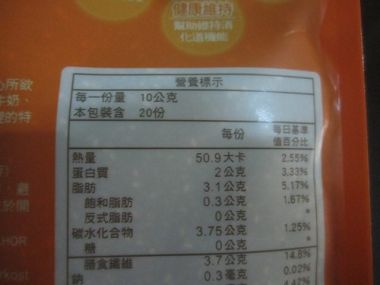 健康維持
幫助維持消
化道機能
營養標示
每一份量 10公克
本包裝含 20份
每份 每日基準
值百分比
熱量 50.9大卡 2.55%
蛋白質 2公克 3.33%
脂肪 3.1公克 5.17%
飽和脂肪 0.3公克 1.67%
反式脂肪 0公克 *
碳水化合物 3.75公克 1.25%
糖 0公克 *
膳食纖維 3.7公克 14.8%
鈉 0.3毫克 0.02%